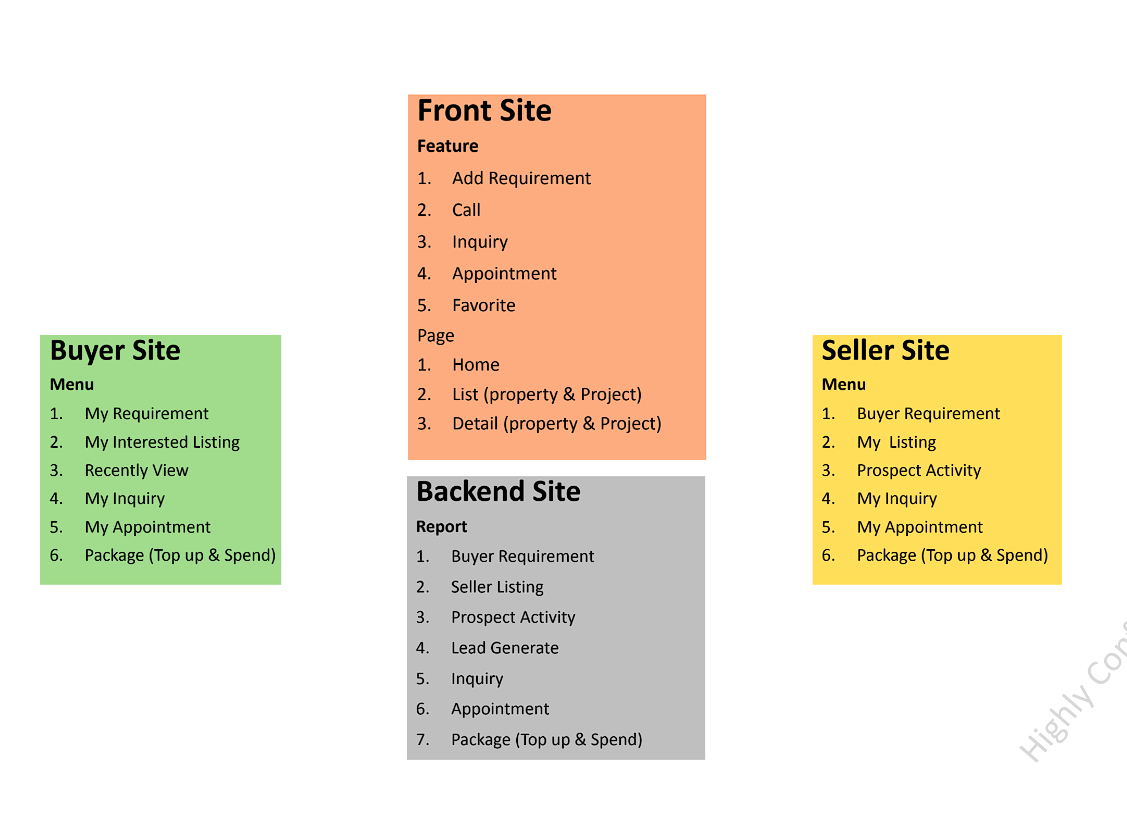 Front Site
Feature
1. Add Requirement
2. Call
3. Inquiry
4. Appointment
5. Favorite
Page
1. Home
2. List (property & Project)
3. Detail (property & Project)
Buyer Site
Menu
1. My Requirement
2. My Interested Listing
3. Recently View
4. My Inquiry
5. My Appointment
6. Package (Top up & Spend)
Seller Site
Menu
1. Buyer Requirement
2. My Listing
3. Prospect Activity
4. My Inquiry
5. My Appointment
6. Package (Top up & Spend)
Backend Site
Report
1. Buyer Requirement
2. Seller Listing
3. Prospect Activity
4. Lead Generate
5. Inquiry
6. Appointment
7. Package (Top up & Spend)
Highly